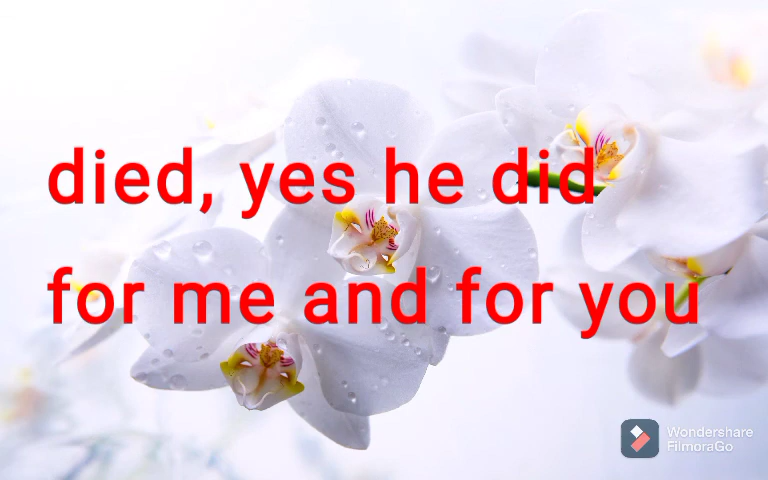 died, yes he did
for me and for you
Wondershare
FilmoraGo